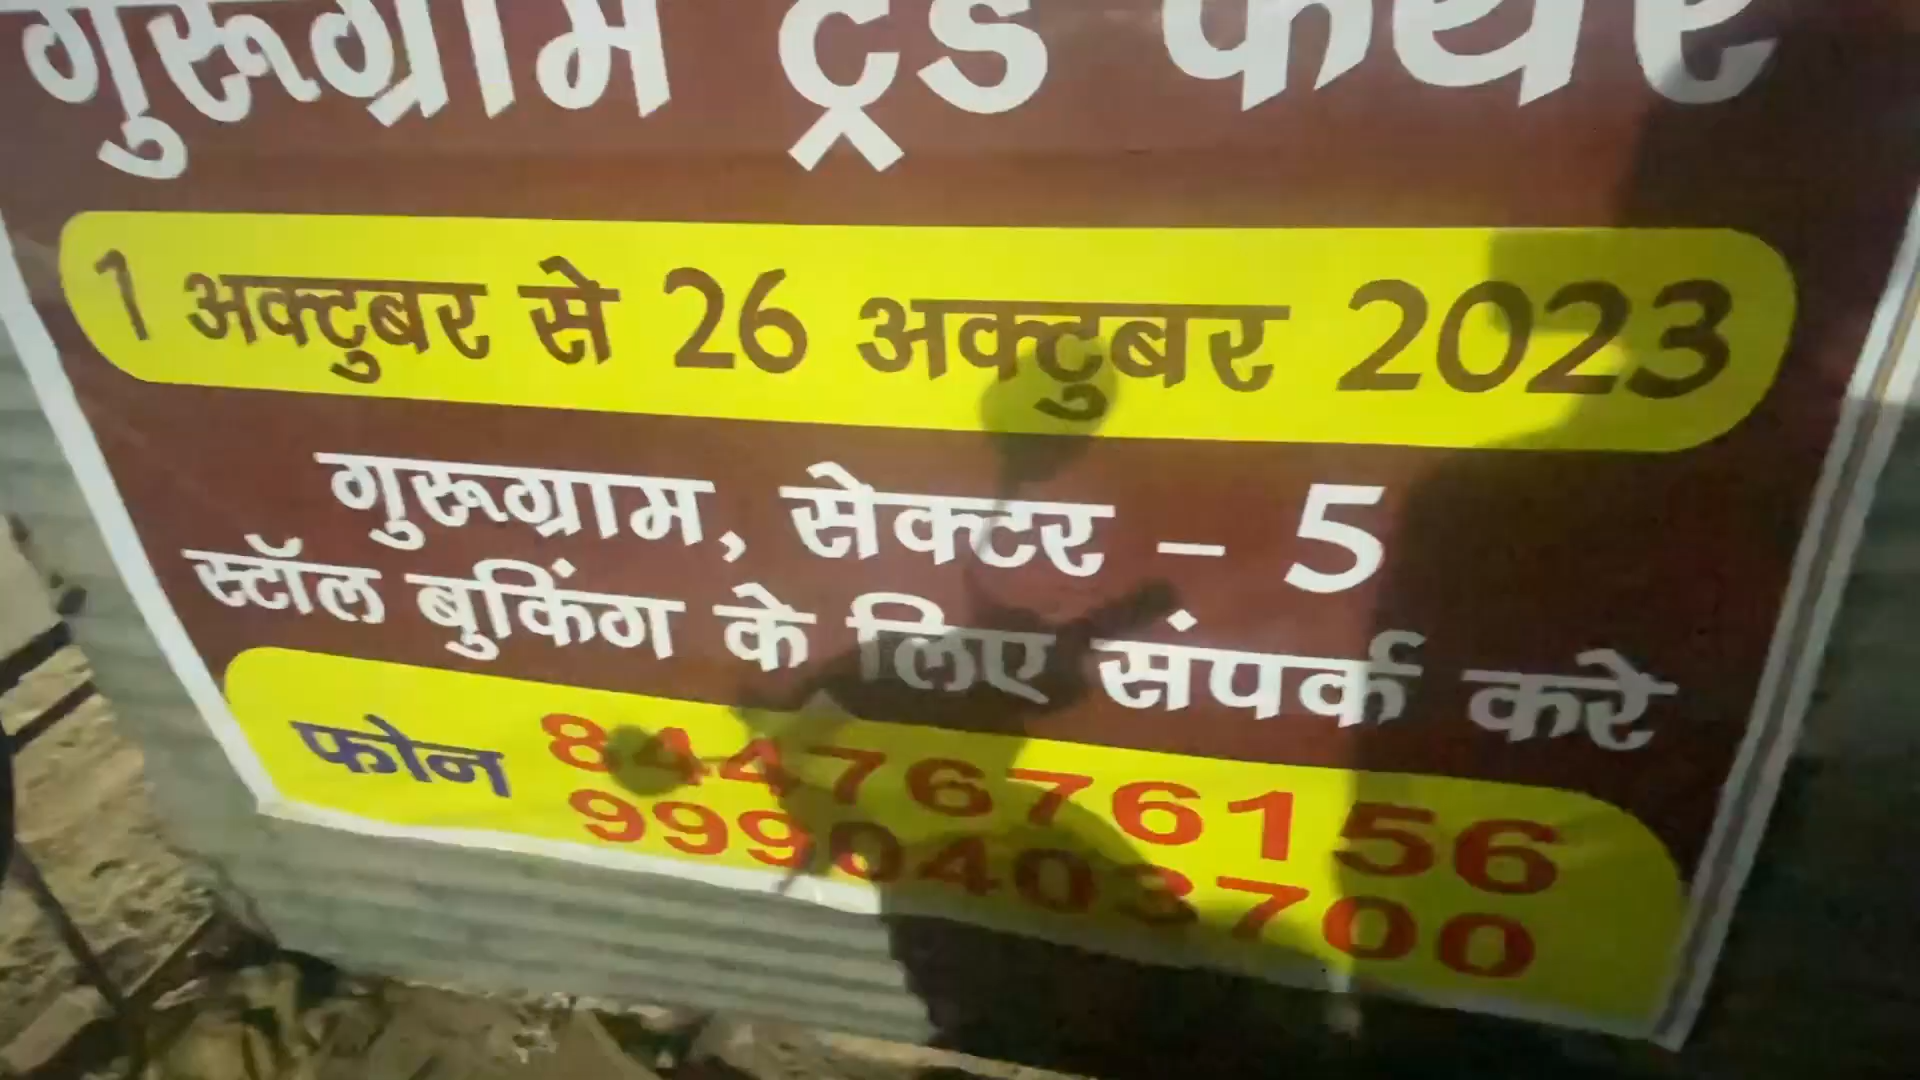 गुरूग्राम ट्रेड फेयर
1 अक्टुबर से 26 अक्टुबर 2023
गुरूग्राम, सेक्टर – 5
स्टॉल बुकिंग के लिए संपर्क करे
फोन 8447676156
9990403700